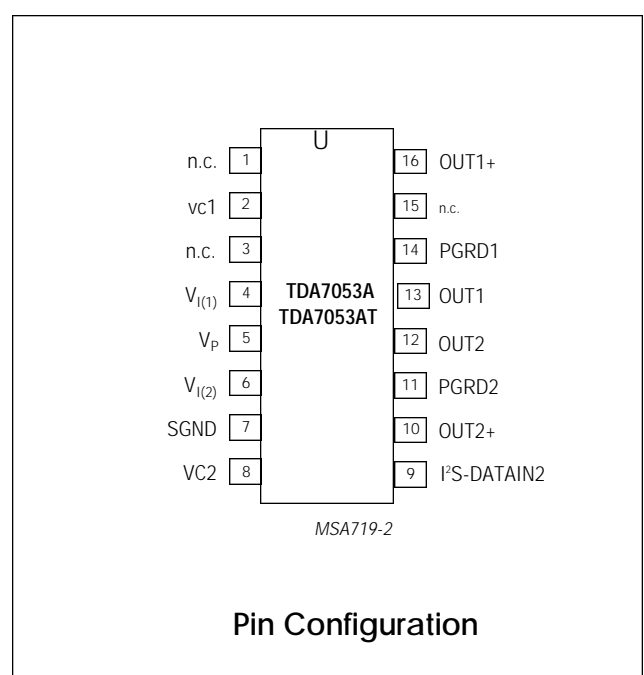 U
n.c. 1
vc1 2
n.c. 3
V_I(1) 4
V_P 5
V_I(2) 6
SGND 7
VC2 8
TDA7053A
TDA7053AT
16 OUT1+
15 n.c.
14 PGRD1
13 OUT1
12 OUT2
11 PGRD2
10 OUT2+
9 I²S-DATAIN2
MSA719-2
Pin Configuration